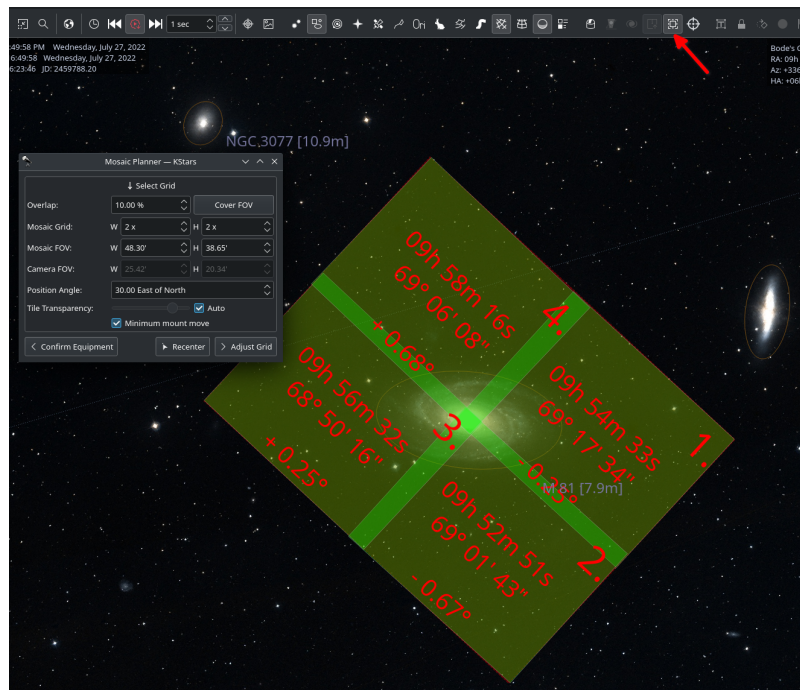 1 sec
Ori
:49:58 PM Wednesday, July 27, 2022
6:49:58 Wednesday, July 27, 2022
6:23:46 JD: 2459788.20
Bode's G
RA: 09h
Az: +336
HA: +06
NGC 3077 [10.9m]
Mosaic Planner — KStars
↓ Select Grid
Overlap: 10.00 % Cover FOV
Mosaic Grid: W 2 x H 2 x
Mosaic FOV: W 48.30' H 38.65'
Camera FOV: W 25.42' H 20.34'
Position Angle: 30.00 East of North
Tile Transparency: Auto
Minimum mount move
Confirm Equipment Recenter Adjust Grid
09h 58m 16s
69° 06' 08"
+ 0.68°
4.
09h 54m 33s
69° 17' 34"
1.
09h 56m 32s
68° 50' 16"
+ 0.25°
3.
M 81 [7.9m]
09h 52m 51s
69° 01' 43"
- 0.67°
2.